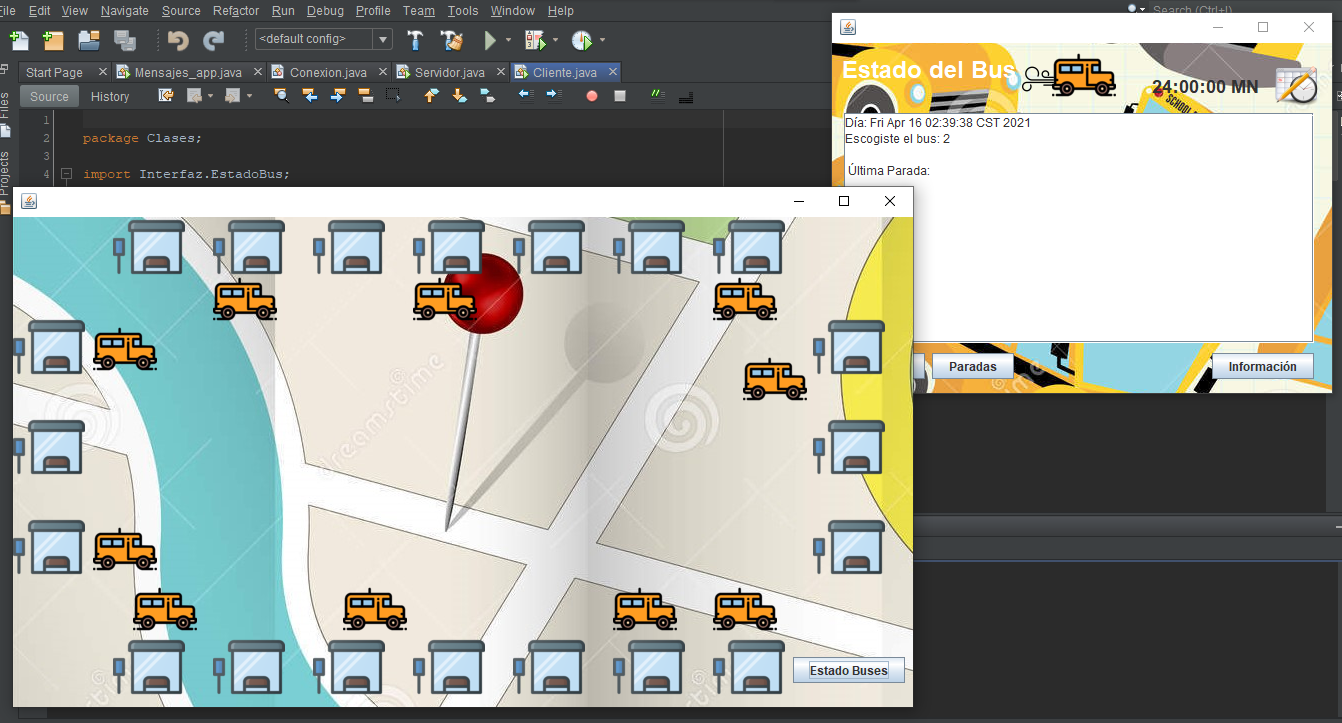 File Edit View Navigate Source Refactor Run Debug Profile Team Tools Window Help
Search (Ctrl+I)
<default config>
Start Page Mensajes_app.java Conexion.java Servidor.java Cliente.java
Source History
Files
Projects
1
2 package Clases;
3
4 import Interfaz.EstadoBus;
Estado del Bus
24:00:00 MN
SCHOOL
Día: Fri Apr 16 02:39:38 CST 2021
Escogiste el bus: 2
Última Parada:
Paradas
Información
dreamstime
Estado Buses